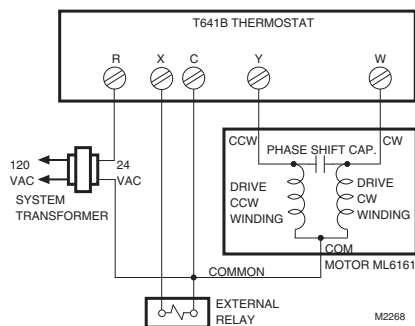 T641B THERMOSTAT
R X C Y W
CCW CW
PHASE SHIFT CAP.
120
VAC
24
VAC
SYSTEM
TRANSFORMER
DRIVE
CCW
WINDING
DRIVE
CW
WINDING
COM
MOTOR ML6161
COMMON
EXTERNAL
RELAY
M2268